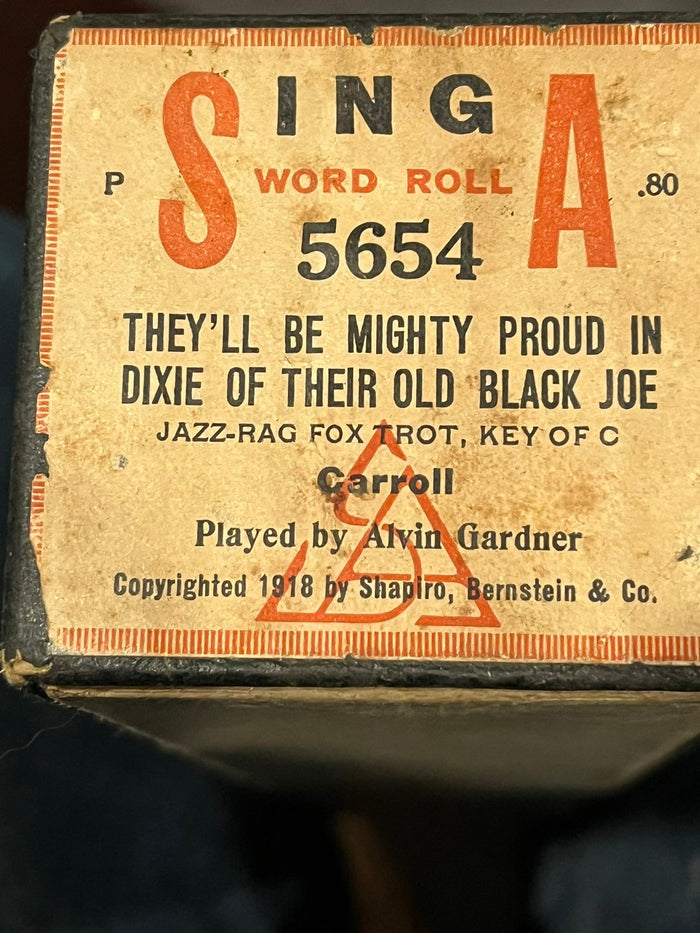 SING A
P WORD ROLL .80
5654
THEY'LL BE MIGHTY PROUD IN
DIXIE OF THEIR OLD BLACK JOE
JAZZ-RAG FOX TROT, KEY OF C
Carroll
Played by Alvin Gardner
Copyrighted 1918 by Shapiro, Bernstein & Co.